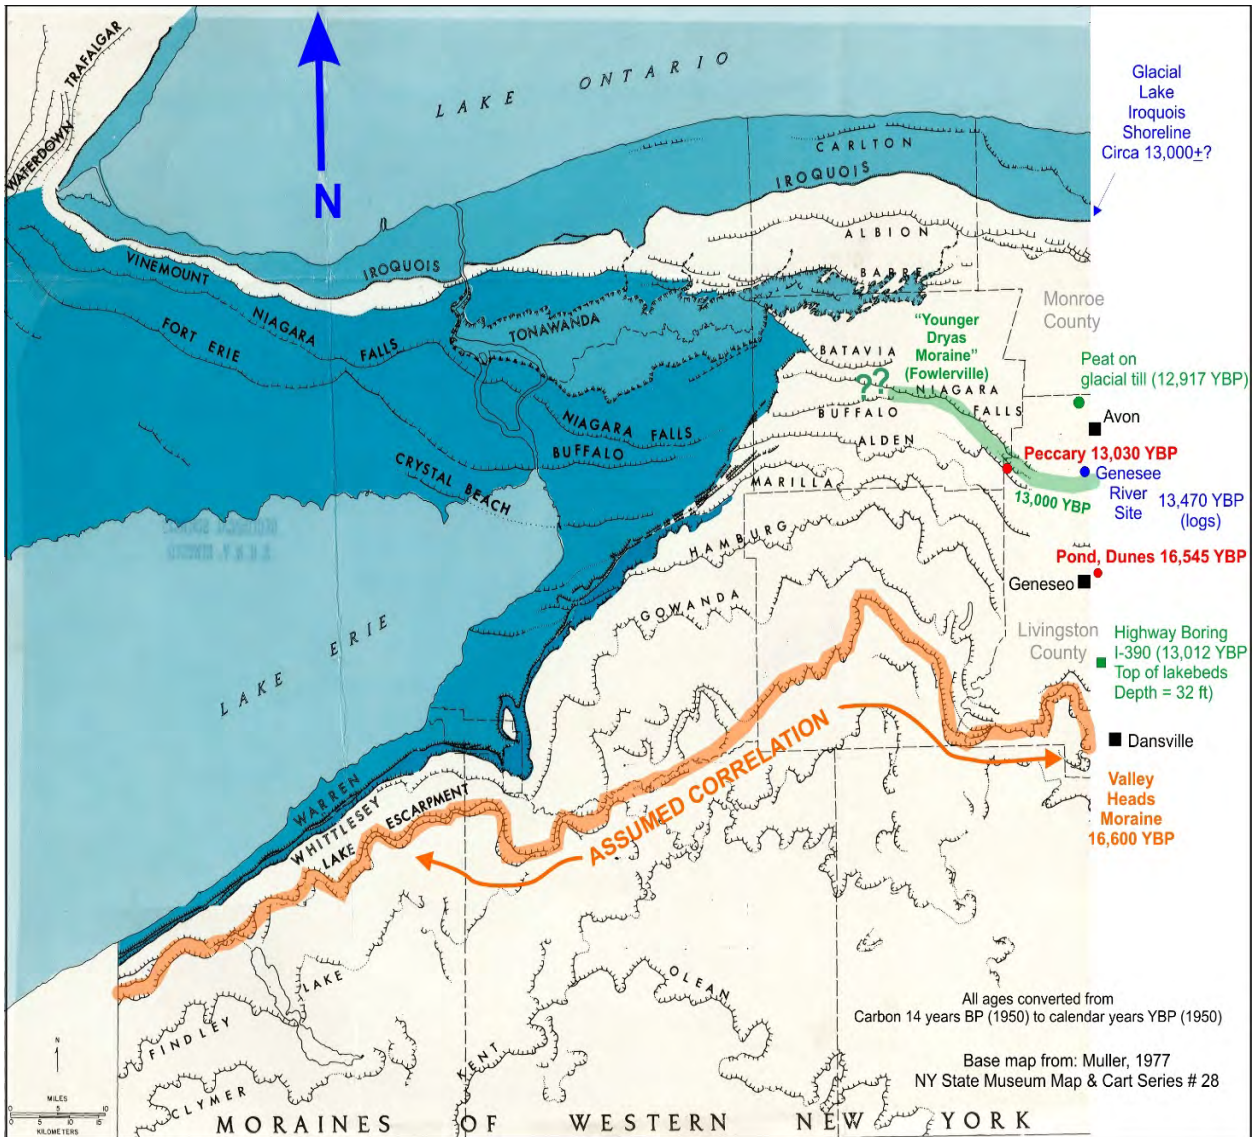 TRAFALGAR
WATERDOWN
LAKE ONTARIO
N
Glacial
Lake
Iroquois
Shoreline
Circa 13,000±?
CARLTON
IROQUOIS
ALBION
BARRE
VINEMOUNT
IROQUOIS
NIAGARA
FALLS
FORT ERIE
TONAWANDA
Monroe
County
"Younger
Dryas
Moraine"
(Fowlerville)
BATAVIA
??
NIAGARA
FALLS
BUFFALO
ALDEN
Peat on
glacial till (12,917 YBP)
Avon
NIAGARA FALLS
BUFFALO
CRYSTAL BEACH
MARILLA
Peccary 13,030 YBP
13,000 YBP
Genesee
River
Site
13,470 YBP
(logs)
HAMBURG
Pond, Dunes 16,545 YBP
Geneseo
GOWANDA
LAKE ERIE
Livingston
County
Highway Boring
I-390 (13,012 YBP
Top of lakebeds
Depth = 32 ft)
ASSUMED CORRELATION
Dansville
Valley
Heads
Moraine
16,600 YBP
WARREN
WHITTLESEY
LAKE
ESCARPMENT
LAKE
OLEAN
FINDLEY
KENT
CLYMER
All ages converted from
Carbon 14 years BP (1950) to calendar years YBP (1950)
Base map from: Muller, 1977
NY State Museum Map & Cart Series # 28
N
MILES
0 5 10
0 5 10 15
KILOMETERS
MORAINES OF WESTERN NEW YORK